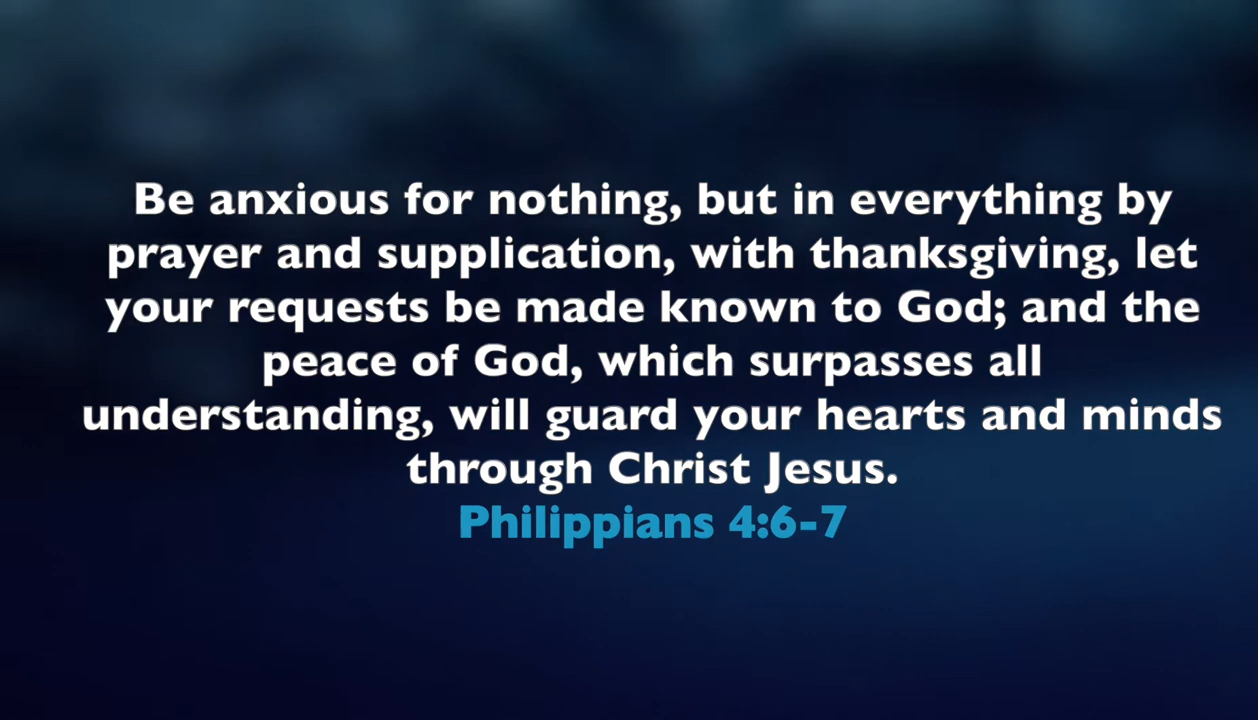 Be anxious for nothing, but in everything by
prayer and supplication, with thanksgiving, let
your requests be made known to God; and the
peace of God, which surpasses all
understanding, will guard your hearts and minds
through Christ Jesus.
Philippians 4:6-7